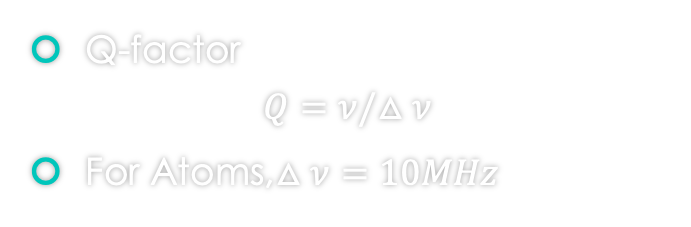 Q-factor
Q = ν/△ ν
For Atoms,△ ν = 10MHz